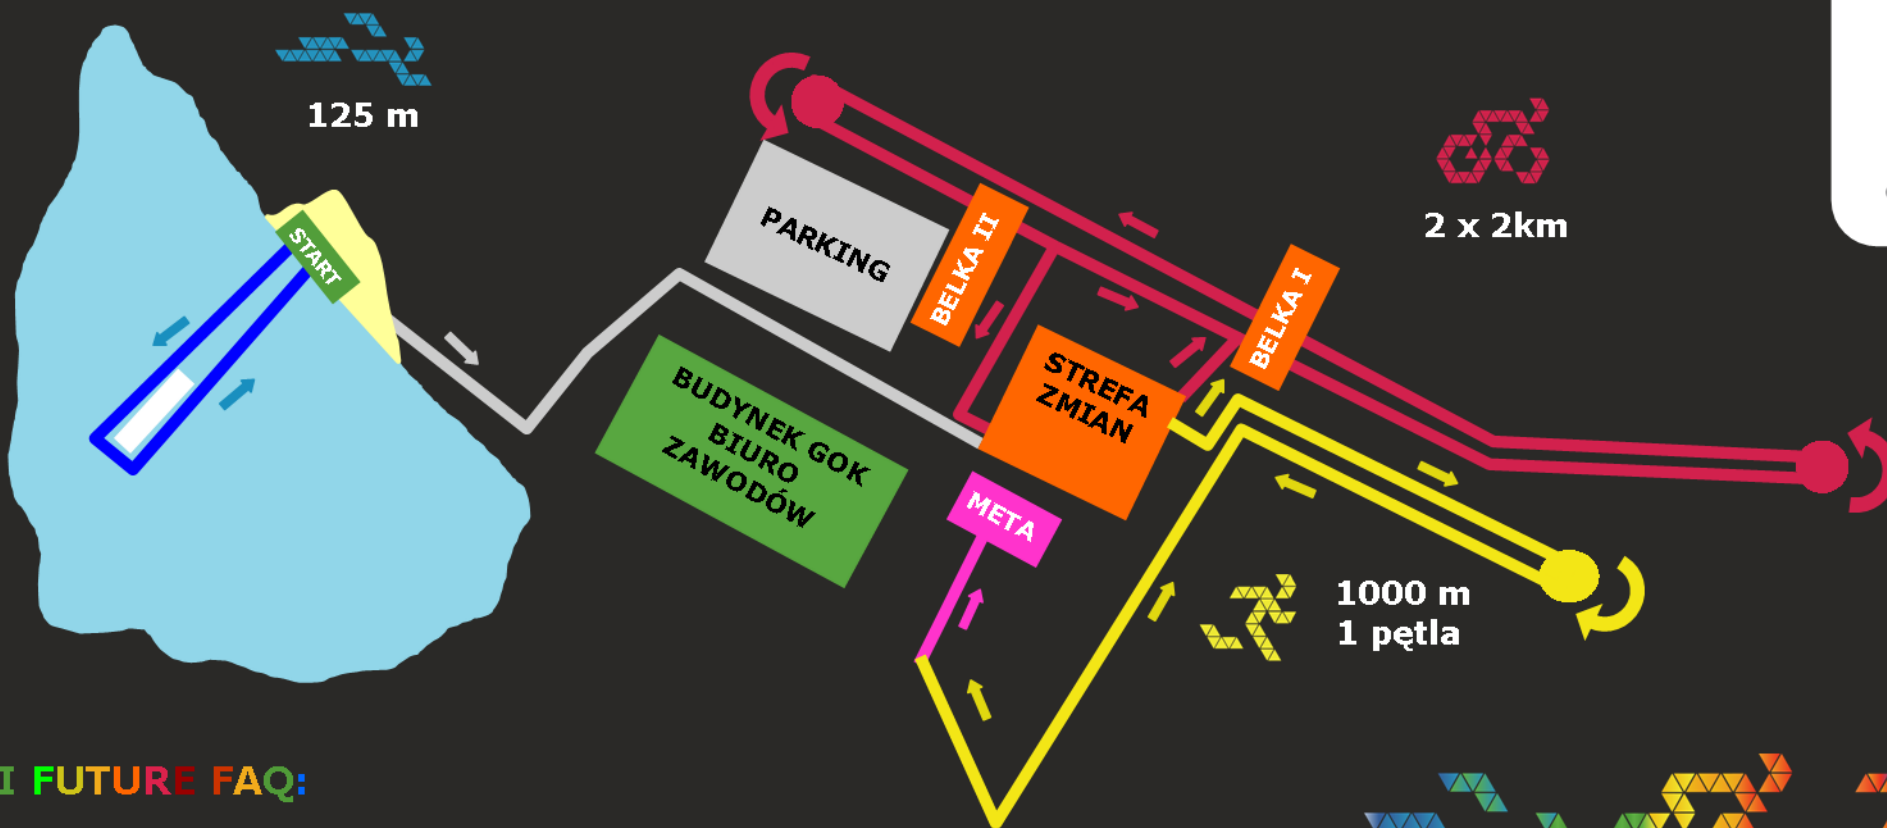 125 m
START
PARKING
BELKA II
BELKA I
2 x 2km
STREFA
ZMIAN
BUDYNEK GOK
BIURO
ZAWODÓW
META
1000 m
1 pętla
I FUTURE FAQ: